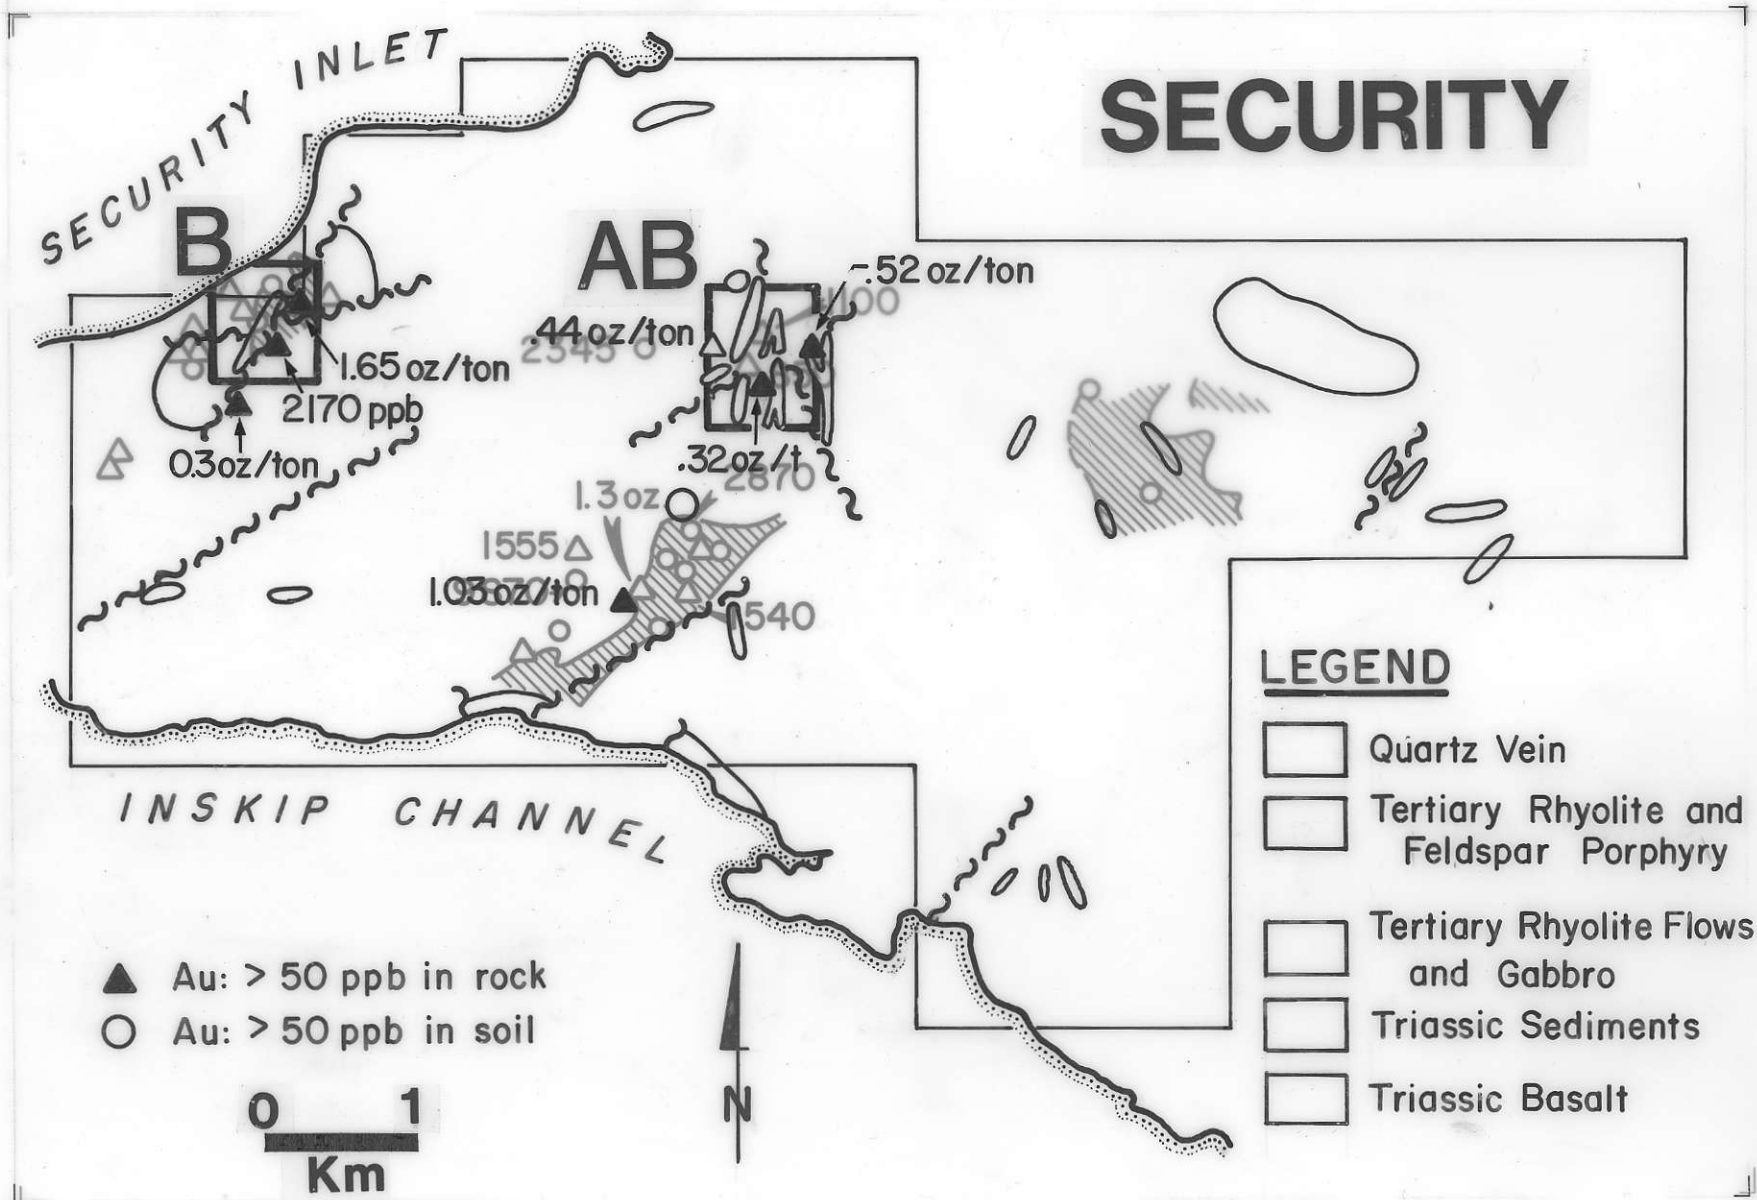 SECURITY INLET
SECURITY
B
AB
.52 oz/ton
1100
.44 oz/ton
2345
1.65 oz/ton
2170 ppb
0.3 oz/ton
.32 oz/t
2870
1.3 oz
1555
1.03 oz/ton
1540
INSKIP CHANNEL
LEGEND
Quartz Vein
Tertiary Rhyolite and
Feldspar Porphyry
Tertiary Rhyolite Flows
and Gabbro
Triassic Sediments
Triassic Basalt
Au: > 50 ppb in rock
Au: > 50 ppb in soil
0 1
Km
N